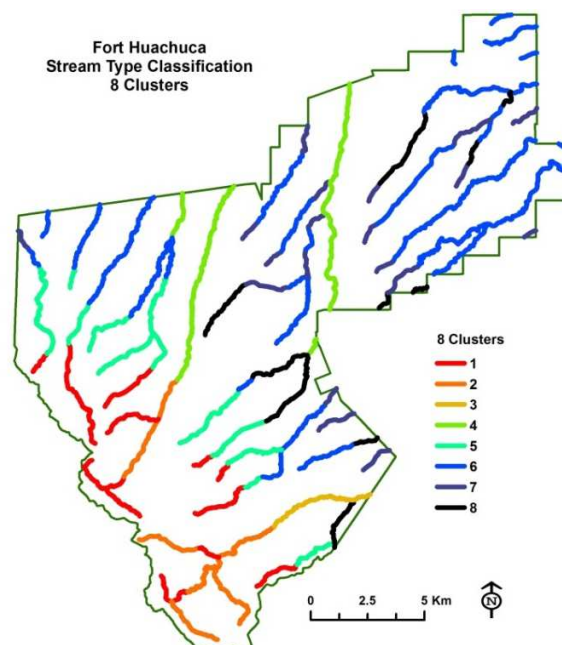 Fort Huachuca
Stream Type Classification
8 Clusters
8 Clusters
1
2
3
4
5
6
7
8
0 2.5 5 Km
N